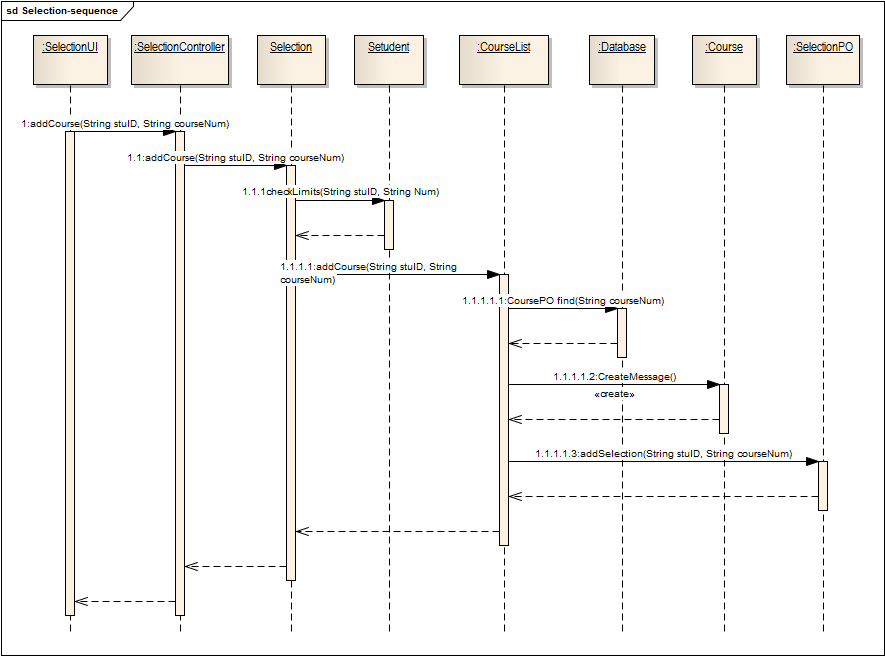 sd Selection-sequence
:SelectionUI
:SelectionController
Selection
Setudent
:CourseList
:Database
:Course
:SelectionPO
1:addCourse(String stuID, String courseNum)
1.1:addCourse(String stuID, String courseNum)
1.1.1checkLimits(String stuID, String Num)
1.1.1.1:addCourse(String stuID, String
courseNum)
1.1.1.1.1:CoursePO find(String courseNum)
1.1.1.1.2:CreateMessage()
«create»
1.1.1.1.3:addSelection(String stuID, String courseNum)